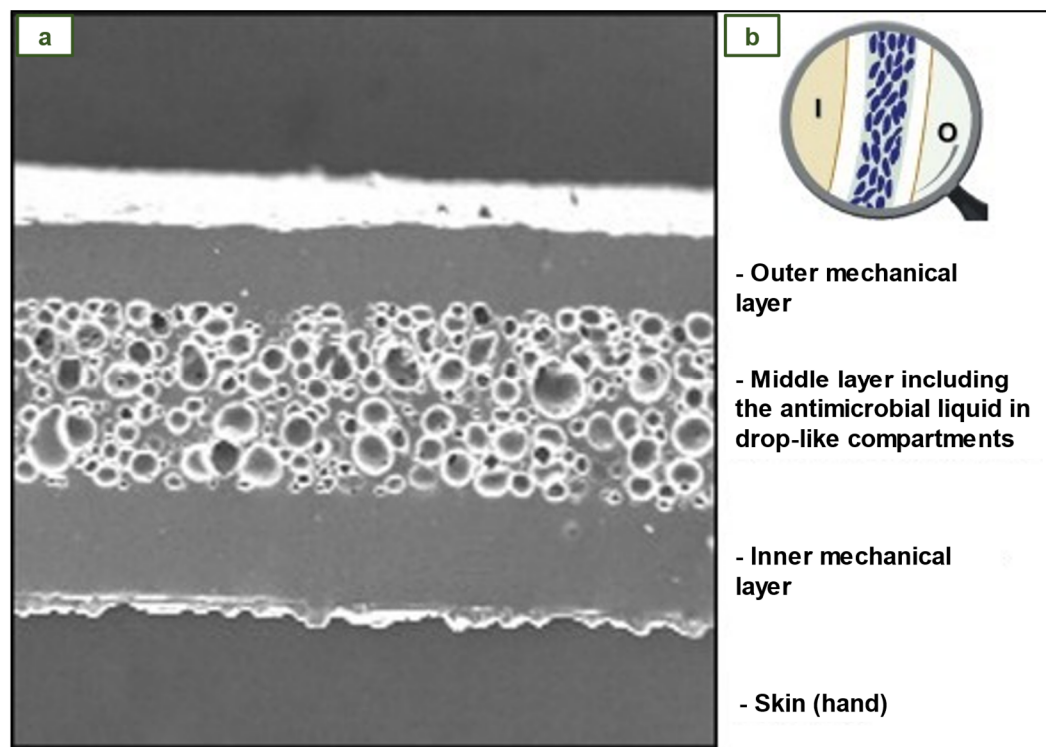 a
b
I
O
- Outer mechanical
layer
- Middle layer including
the antimicrobial liquid in
drop-like compartments
- Inner mechanical
layer
- Skin (hand)